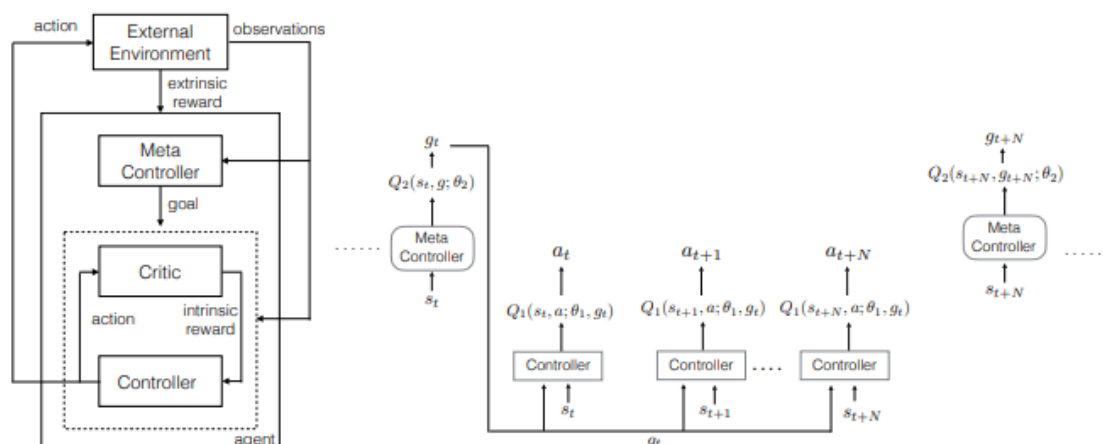 action
External
Environment
observations
extrinsic
reward
Meta
Controller
goal
Critic
action
intrinsic
reward
Controller
agent
g_t
Q_2(s_t, g; θ_2)
Meta
Controller
s_t
a_t
Q_1(s_t, a; θ_1, g_t)
Controller
s_t
a_{t+1}
Q_1(s_{t+1}, a; θ_1, g_t)
Controller
s_{t+1}
a_{t+N}
Q_1(s_{t+N}, a; θ_1, g_t)
Controller
s_{t+N}
g_t
g_{t+N}
Q_2(s_{t+N}, g_{t+N}; θ_2)
Meta
Controller
s_{t+N}